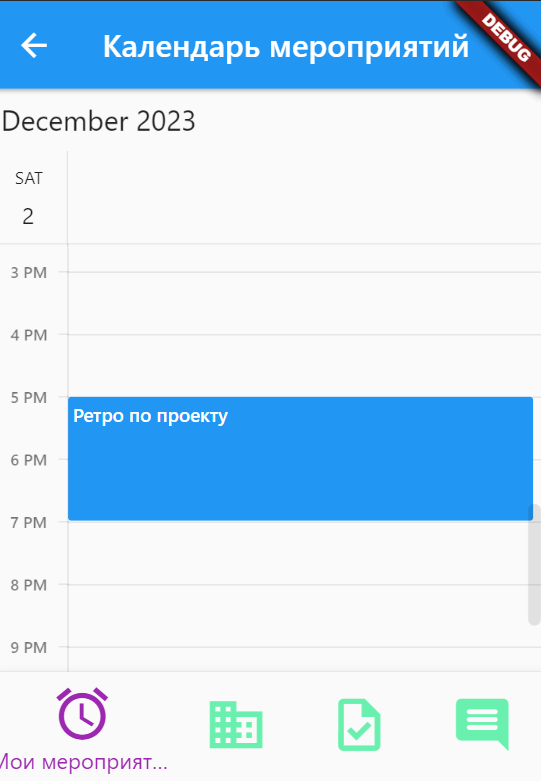 Календарь мероприятий
DEBUG
December 2023
SAT
2
3 PM
4 PM
5 PM
Ретро по проекту
6 PM
7 PM
8 PM
9 PM
Мои мероприят...